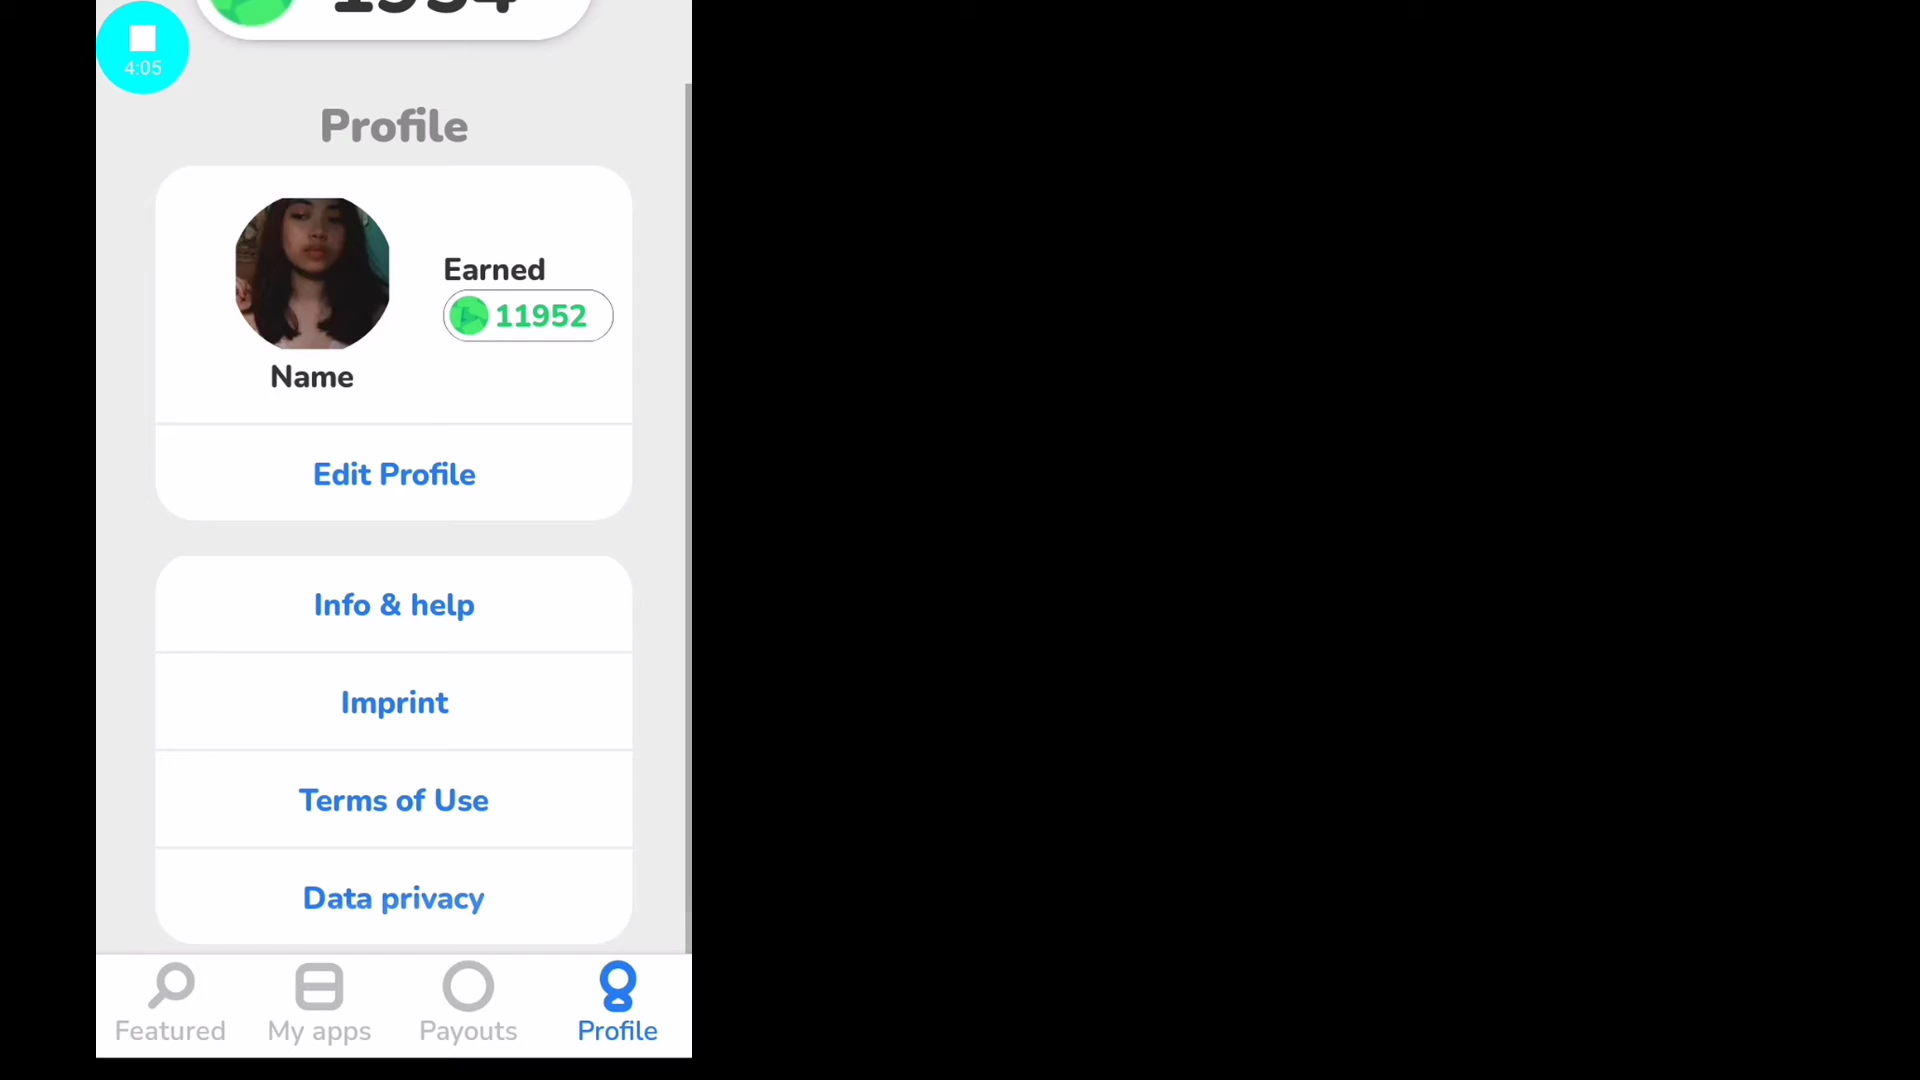 1954
4:05
Profile
Earned
11952
Name
Edit Profile
Info & help
Imprint
Terms of Use
Data privacy
Featured
My apps
Payouts
Profile